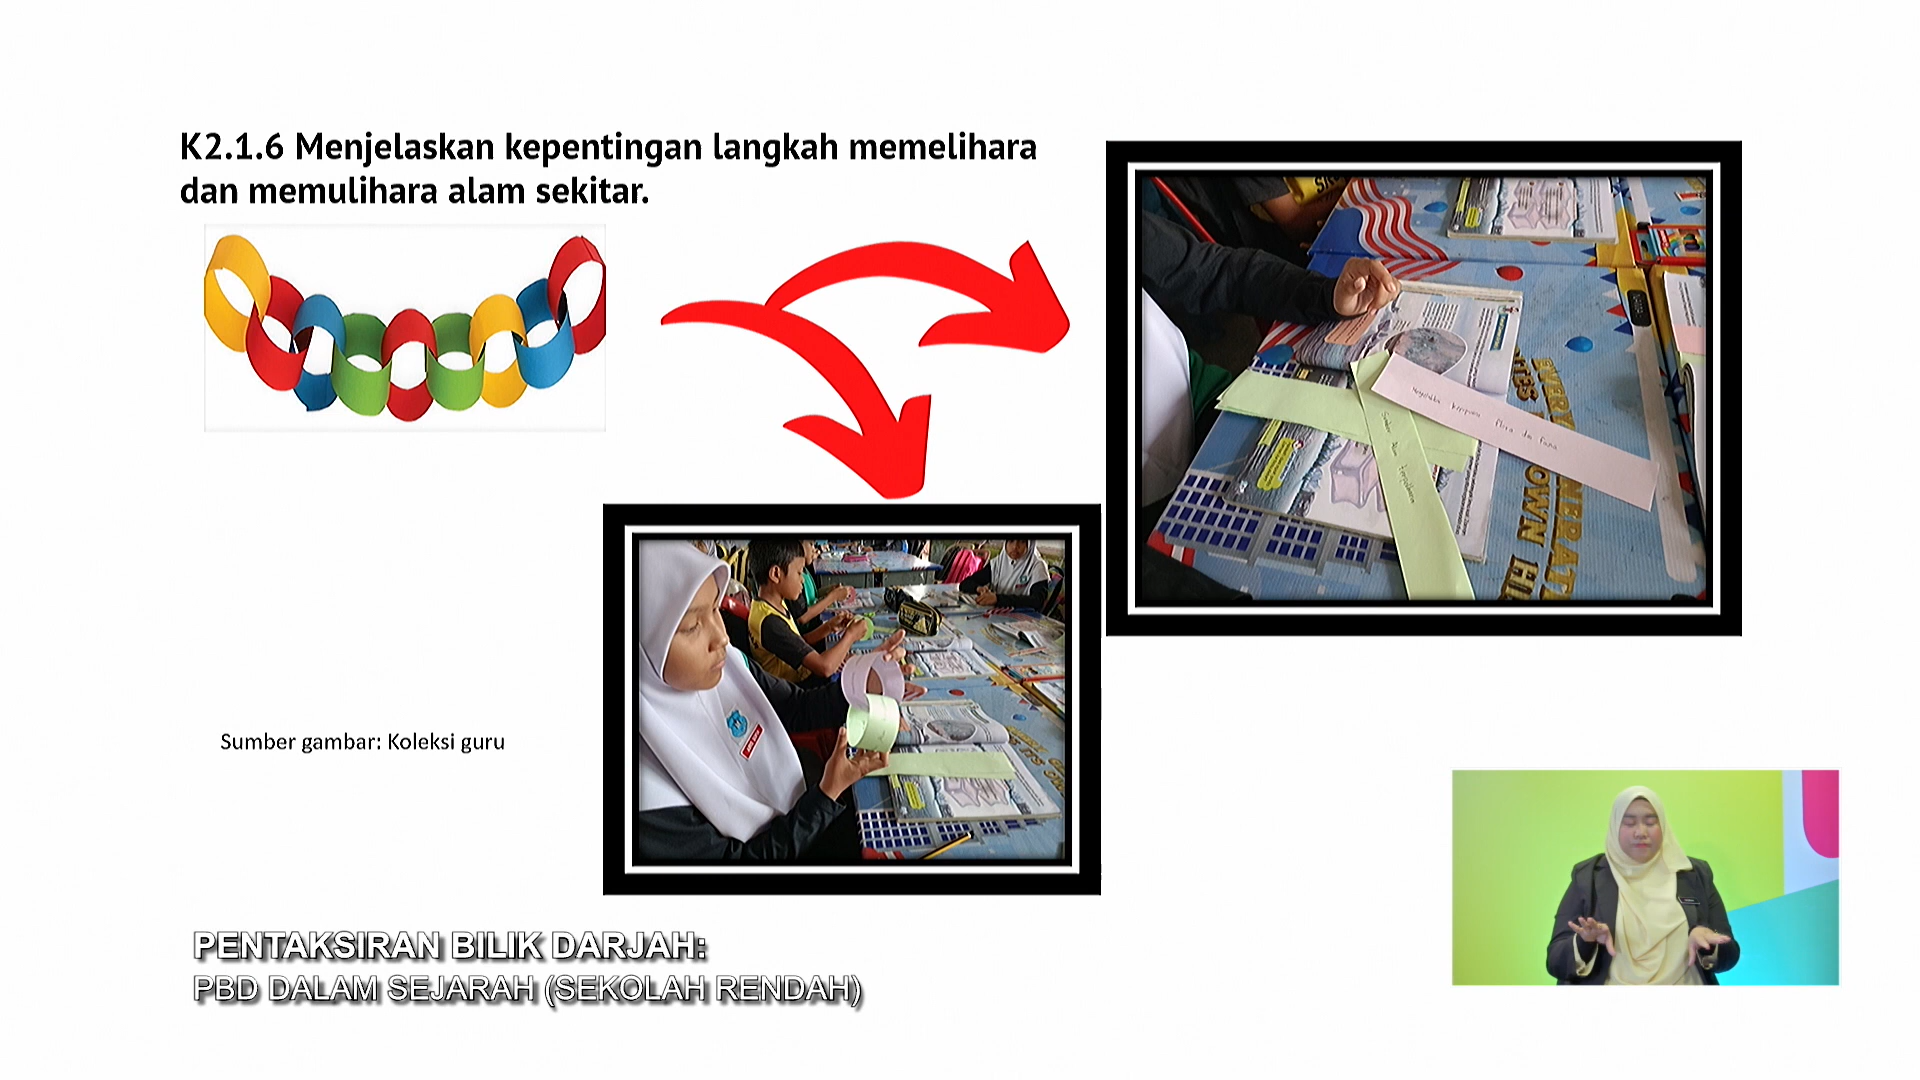 K2.1.6 Menjelaskan kepentingan langkah memelihara
dan memulihara alam sekitar.
Sumber gambar: Koleksi guru
PENTAKSIRAN BILIK DARJAH:
PBD DALAM SEJARAH (SEKOLAH RENDAH)